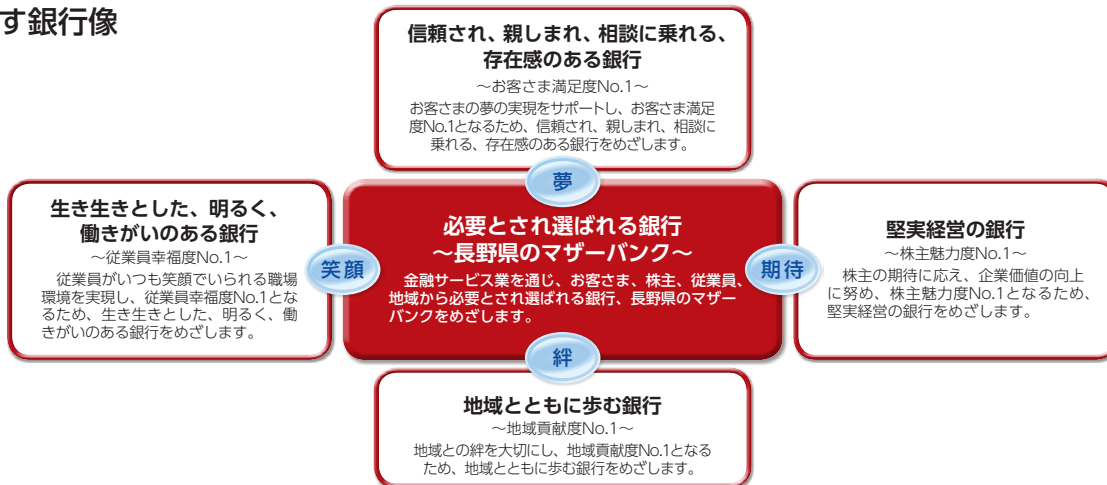 す銀行像
信頼され、親しまれ、相談に乗れる、
存在感のある銀行
～お客さま満足度No.1～
お客さまの夢の実現をサポートし、お客さま満足
度No.1となるため、信頼され、親しまれ、相談に
乗れる、存在感のある銀行をめざします。
夢
生き生きとした、明るく、
働きがいのある銀行
～従業員幸福度No.1～
従業員がいつも笑顔でいられる職場
環境を実現し、従業員幸福度No.1とな
るため、生き生きとした、明るく、働
きがいのある銀行をめざします。
笑顔
必要とされ選ばれる銀行
～長野県のマザーバンク～
金融サービス業を通じ、お客さま、株主、従業員、
地域から必要とされ選ばれる銀行、長野県のマザー
バンクをめざします。
期待
堅実経営の銀行
～株主魅力度No.1～
株主の期待に応え、企業価値の向上
に努め、株主魅力度No.1となるため、
堅実経営の銀行をめざします。
絆
地域とともに歩む銀行
～地域貢献度No.1～
地域との絆を大切にし、地域貢献度No.1となる
ため、地域とともに歩む銀行をめざします。